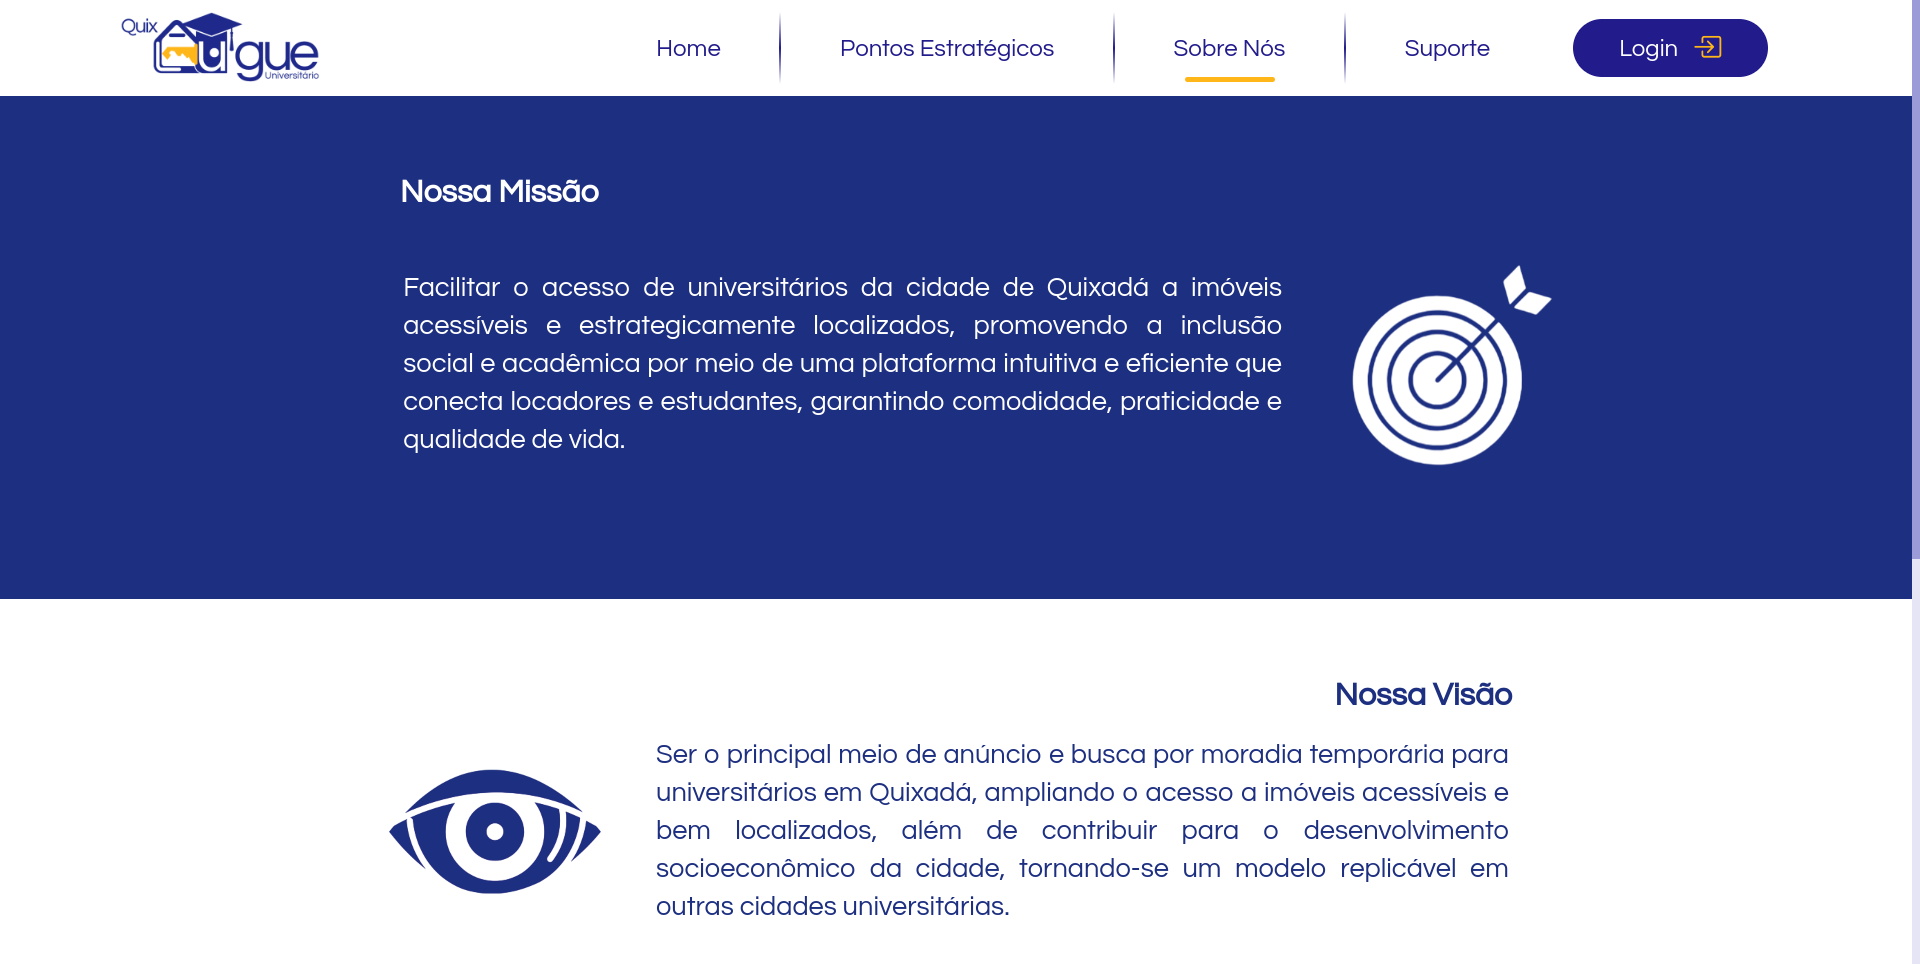 Quix
Augue
Universitário
Home
Pontos Estratégicos
Sobre Nós
Suporte
Login
Nossa Missão
Facilitar o acesso de universitários da cidade de Quixadá a imóveis
acessíveis e estrategicamente localizados, promovendo a inclusão
social e acadêmica por meio de uma plataforma intuitiva e eficiente que
conecta locadores e estudantes, garantindo comodidade, praticidade e
qualidade de vida.
Nossa Visão
Ser o principal meio de anúncio e busca por moradia temporária para
universitários em Quixadá, ampliando o acesso a imóveis acessíveis e
bem localizados, além de contribuir para o desenvolvimento
socioeconômico da cidade, tornando-se um modelo replicável em
outras cidades universitárias.